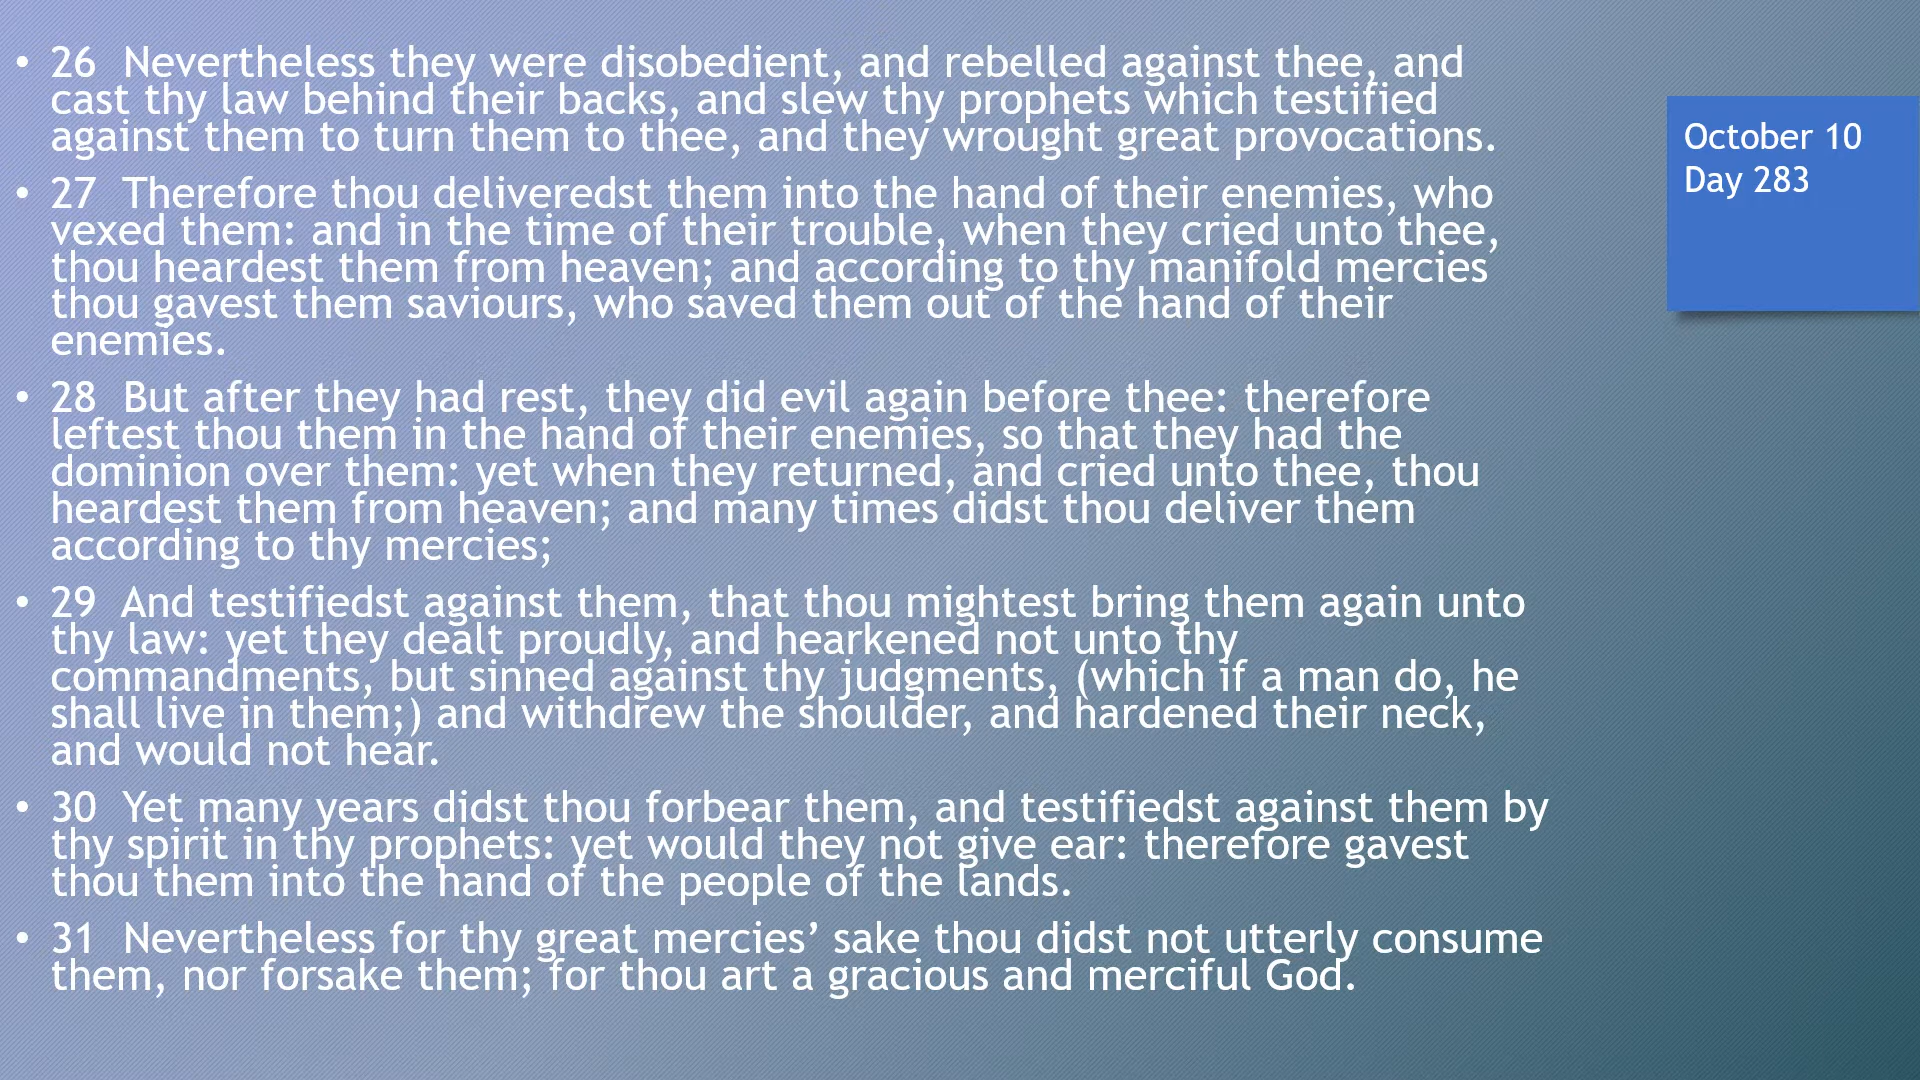 • 26  Nevertheless they were disobedient, and rebelled against thee, and
cast thy law behind their backs, and slew thy prophets which testified
against them to turn them to thee, and they wrought great provocations.
• 27  Therefore thou deliveredst them into the hand of their enemies, who
vexed them: and in the time of their trouble, when they cried unto thee,
thou heardest them from heaven; and according to thy manifold mercies
thou gavest them saviours, who saved them out of the hand of their
enemies.
• 28  But after they had rest, they did evil again before thee: therefore
leftest thou them in the hand of their enemies, so that they had the
dominion over them: yet when they returned, and cried unto thee, thou
heardest them from heaven; and many times didst thou deliver them
according to thy mercies;
• 29  And testifiedst against them, that thou mightest bring them again unto
thy law: yet they dealt proudly, and hearkened not unto thy
commandments, but sinned against thy judgments, (which if a man do, he
shall live in them;) and withdrew the shoulder, and hardened their neck,
and would not hear.
• 30  Yet many years didst thou forbear them, and testifiedst against them by
thy spirit in thy prophets: yet would they not give ear: therefore gavest
thou them into the hand of the people of the lands.
• 31  Nevertheless for thy great mercies’ sake thou didst not utterly consume
them, nor forsake them; for thou art a gracious and merciful God.
October 10
Day 283